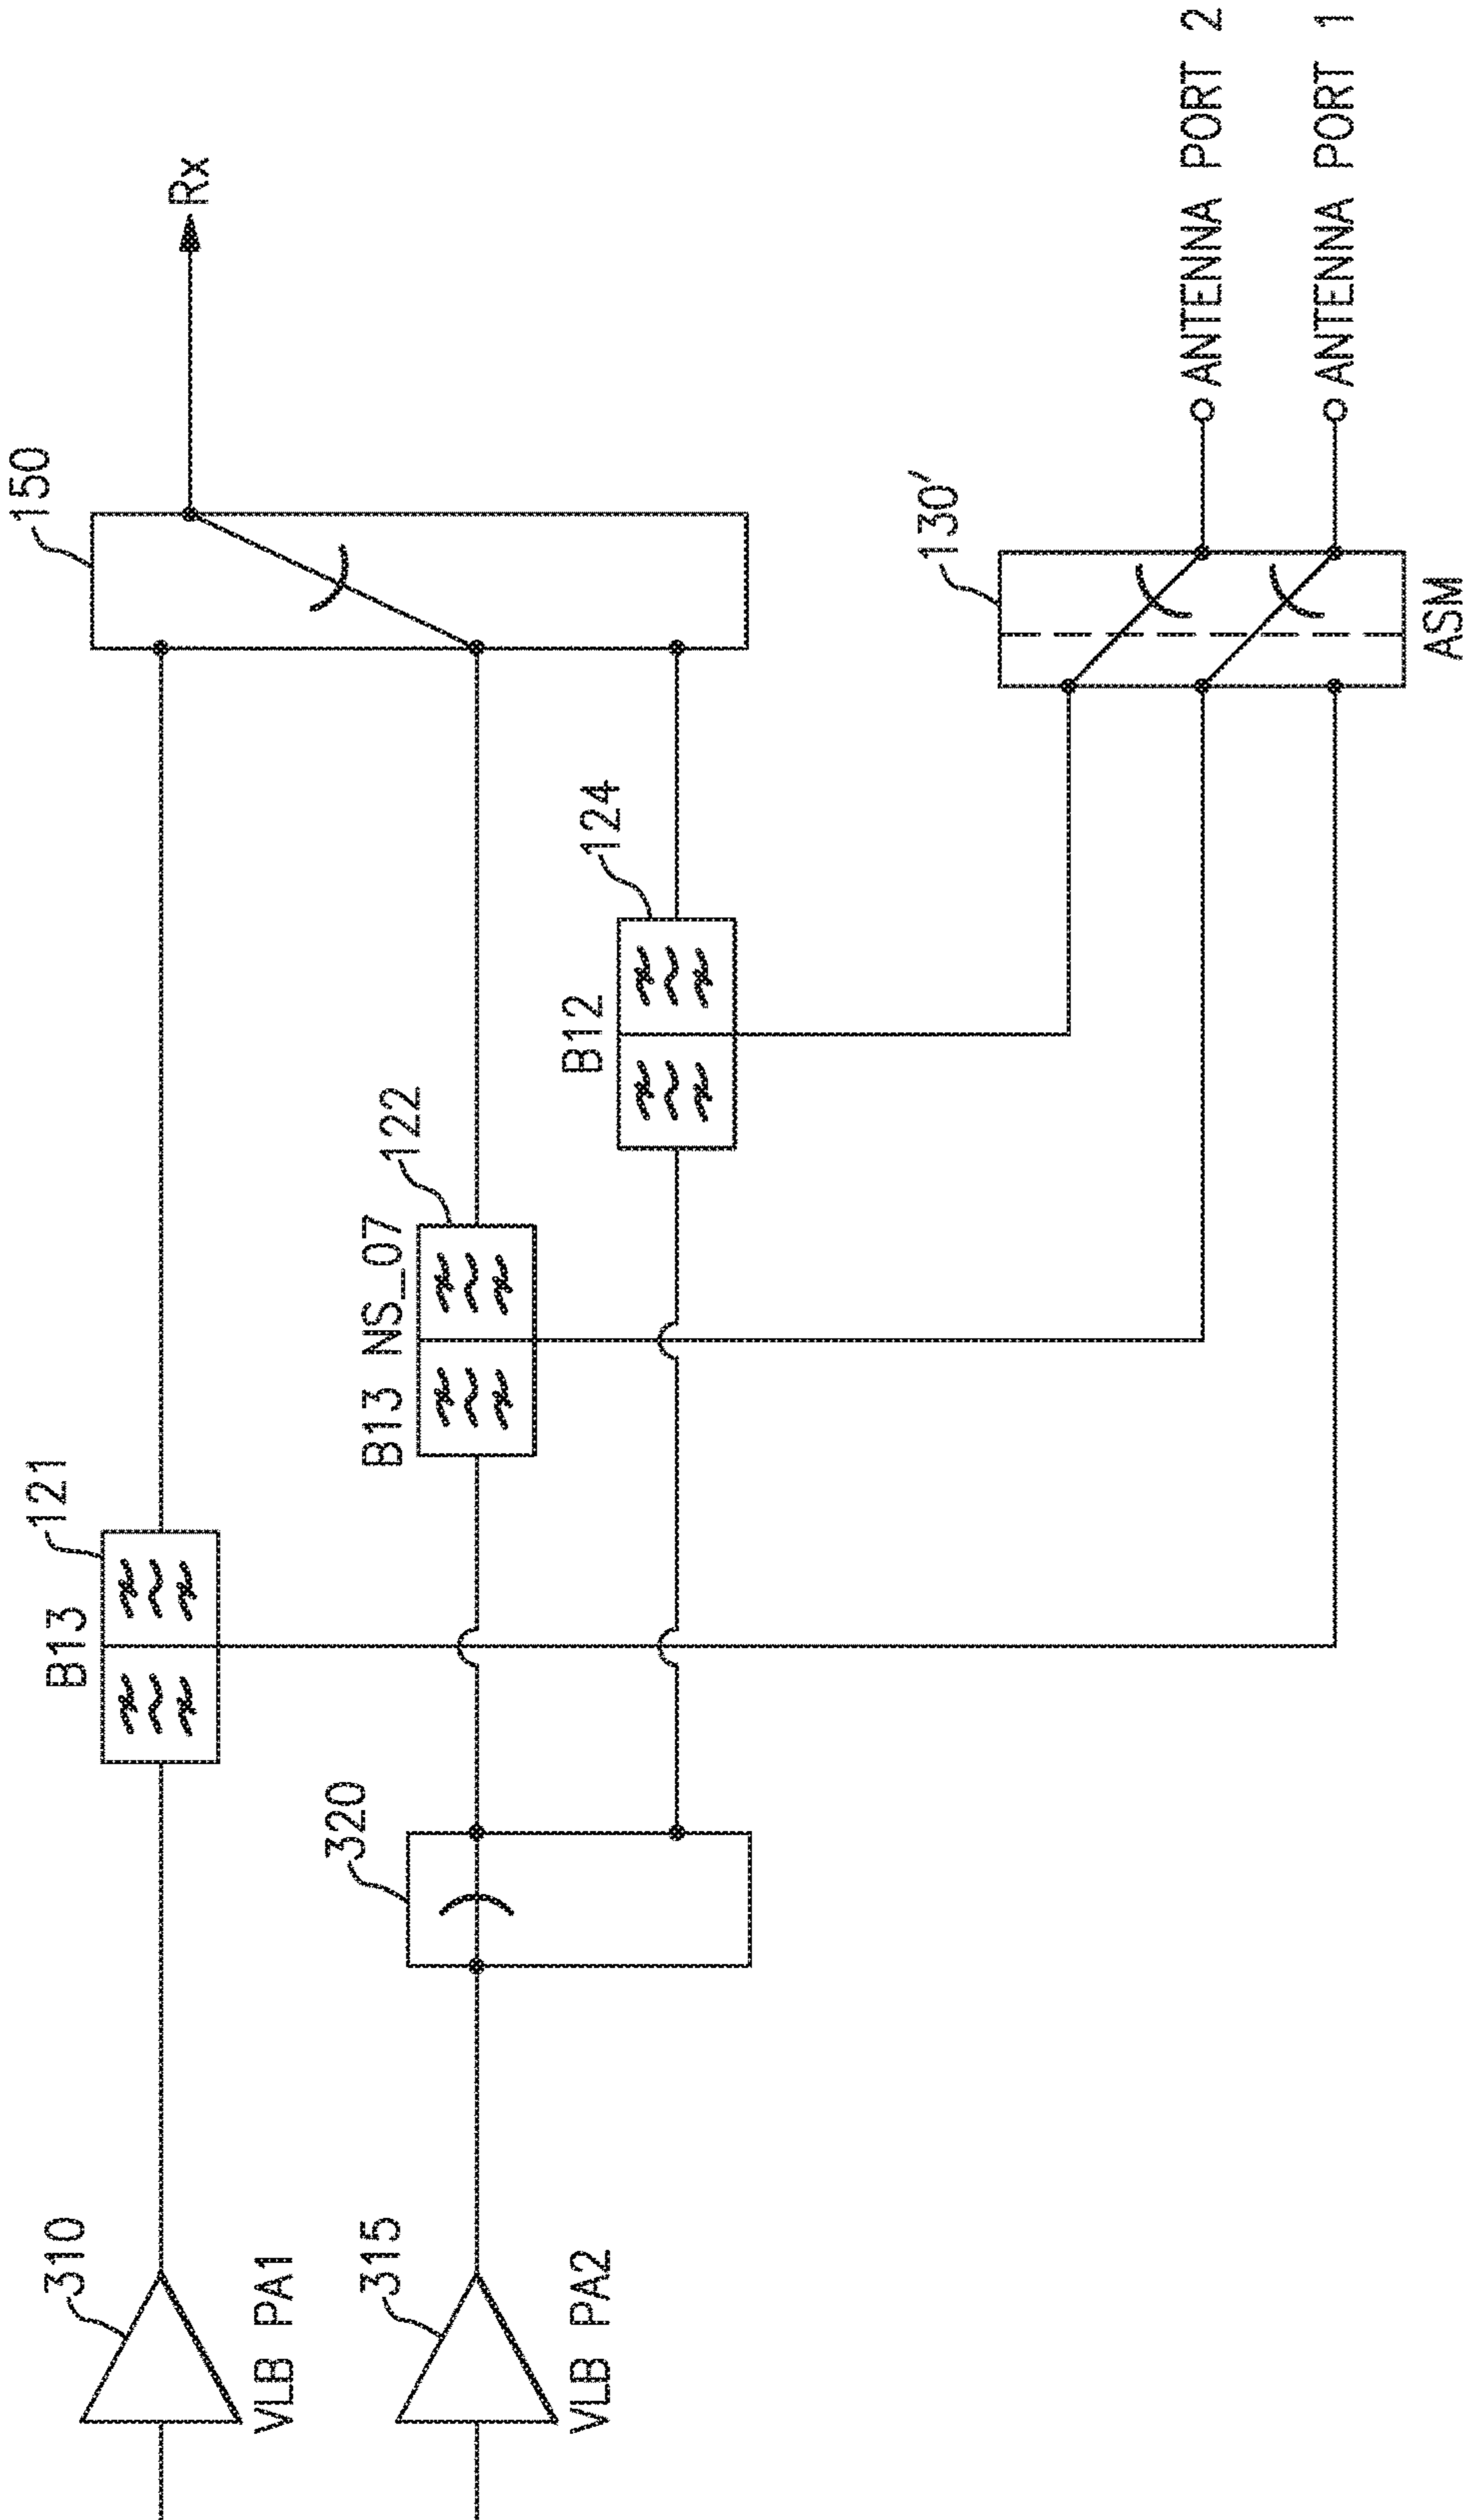 310
VLB PA1
B13
121
150
Rx
315
VLB PA2
320
B13 NS_07
122
B12
124
130'
ASM
ANTENNA PORT 2
ANTENNA PORT 1